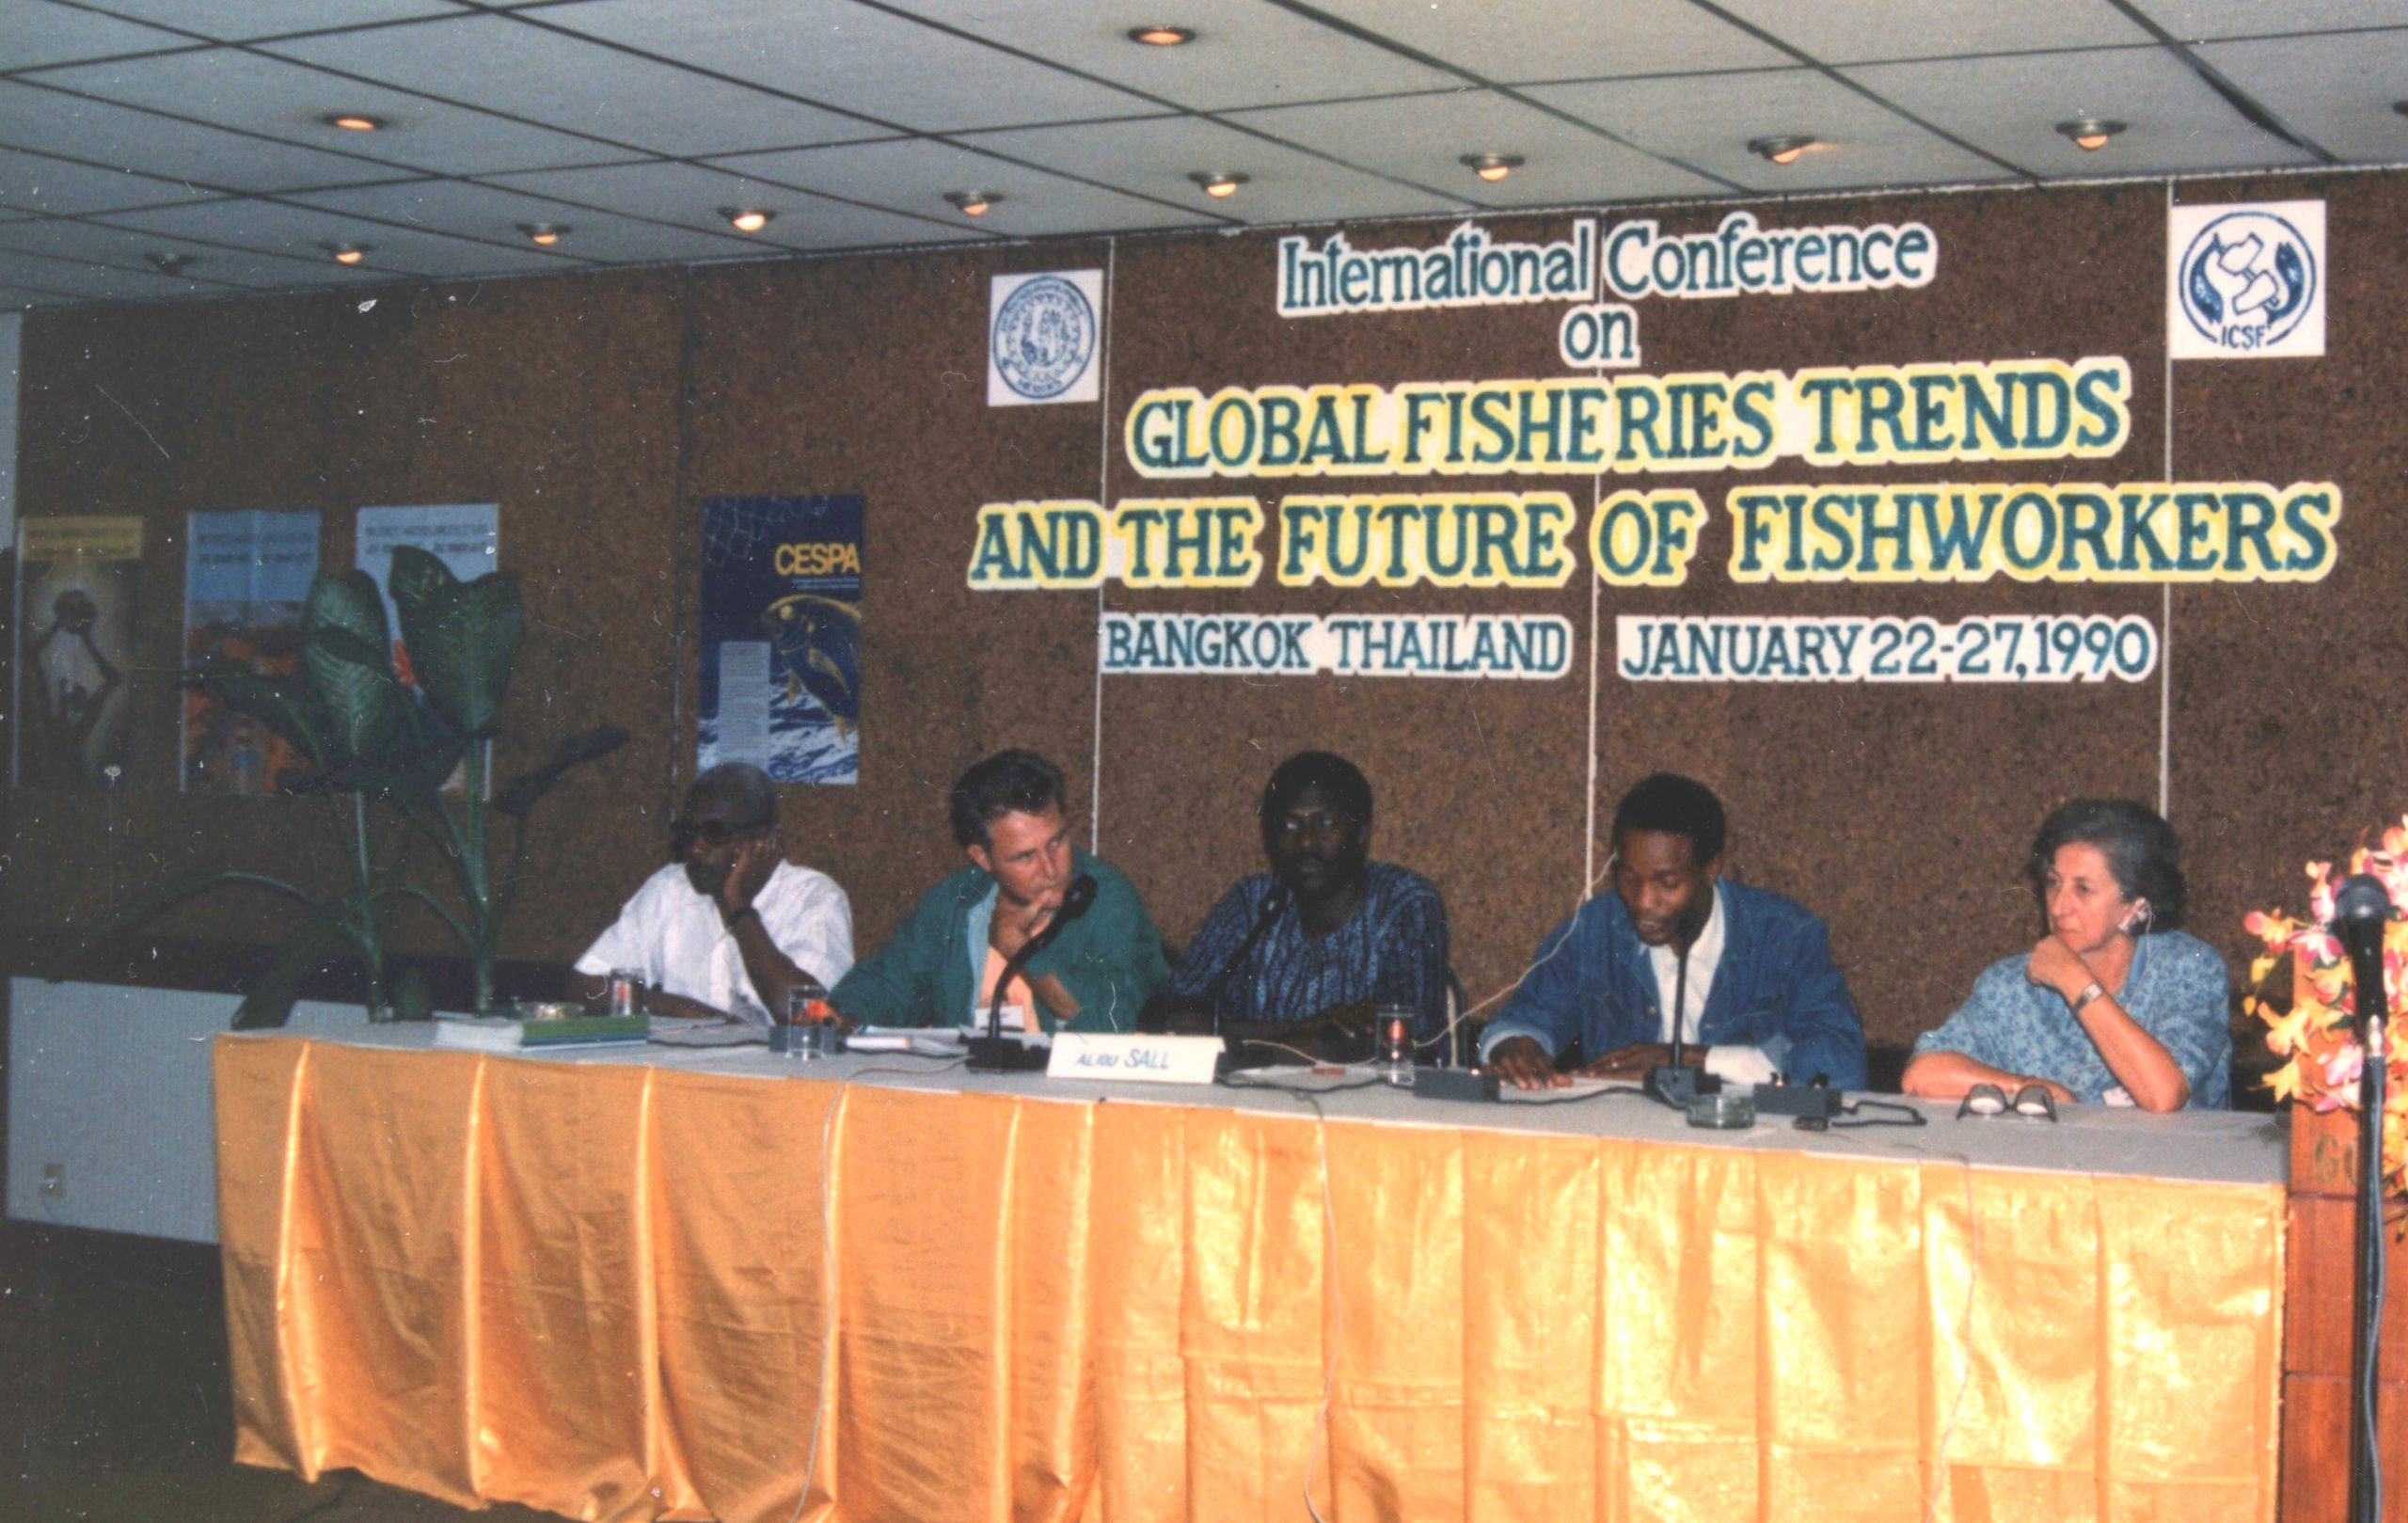 International Conference
on
GLOBAL FISHERIES TRENDS
AND THE FUTURE OF FISHWORKERS
BANGKOK THAILAND JANUARY 22-27, 1990
ICSF
CESPA
ALIOU SALL